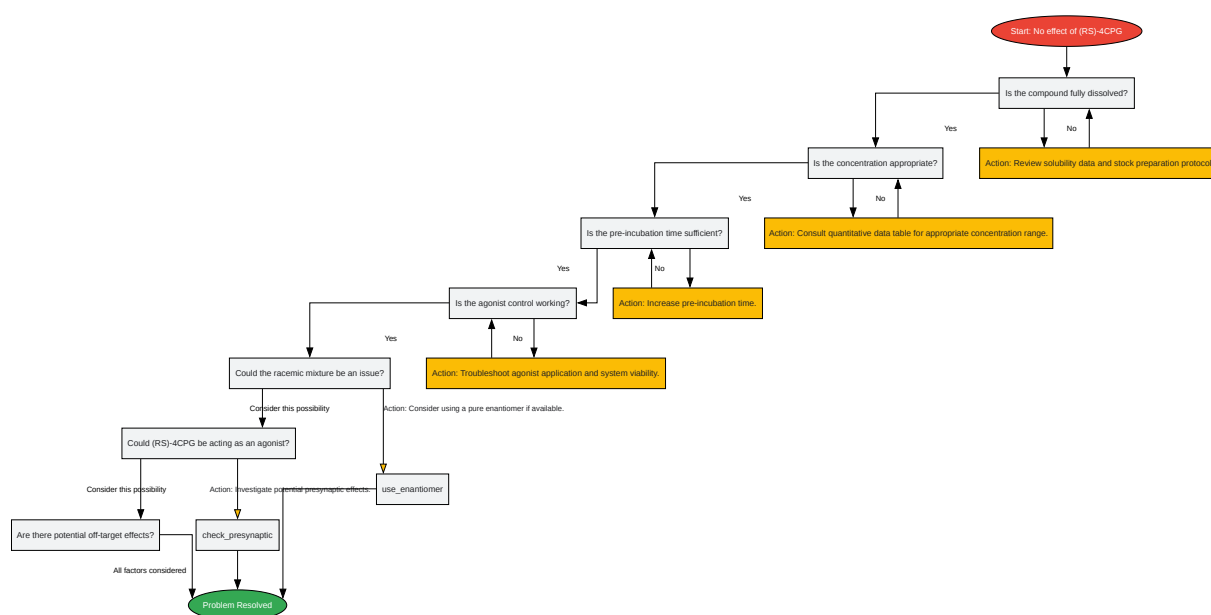 Start: No effect of (RS)-4CPG
Is the compound fully dissolved?
Yes
No
Is the concentration appropriate?
Action: Review solubility data and stock preparation protocol
Yes
No
Is the pre-incubation time sufficient?
Action: Consult quantitative data table for appropriate concentration range.
Yes
No
Is the agonist control working?
Action: Increase pre-incubation time.
Yes
No
Could the racemic mixture be an issue?
Action: Troubleshoot agonist application and system viability.
Consider this possibility
Action: Consider using a pure enantiomer if available.
Could (RS)-4CPG be acting as an agonist?
Consider this possibility
Action: Investigate potential presynaptic effects.
use_enantiomer
Are there potential off-target effects?
check_presynaptic
All factors considered
Problem Resolved